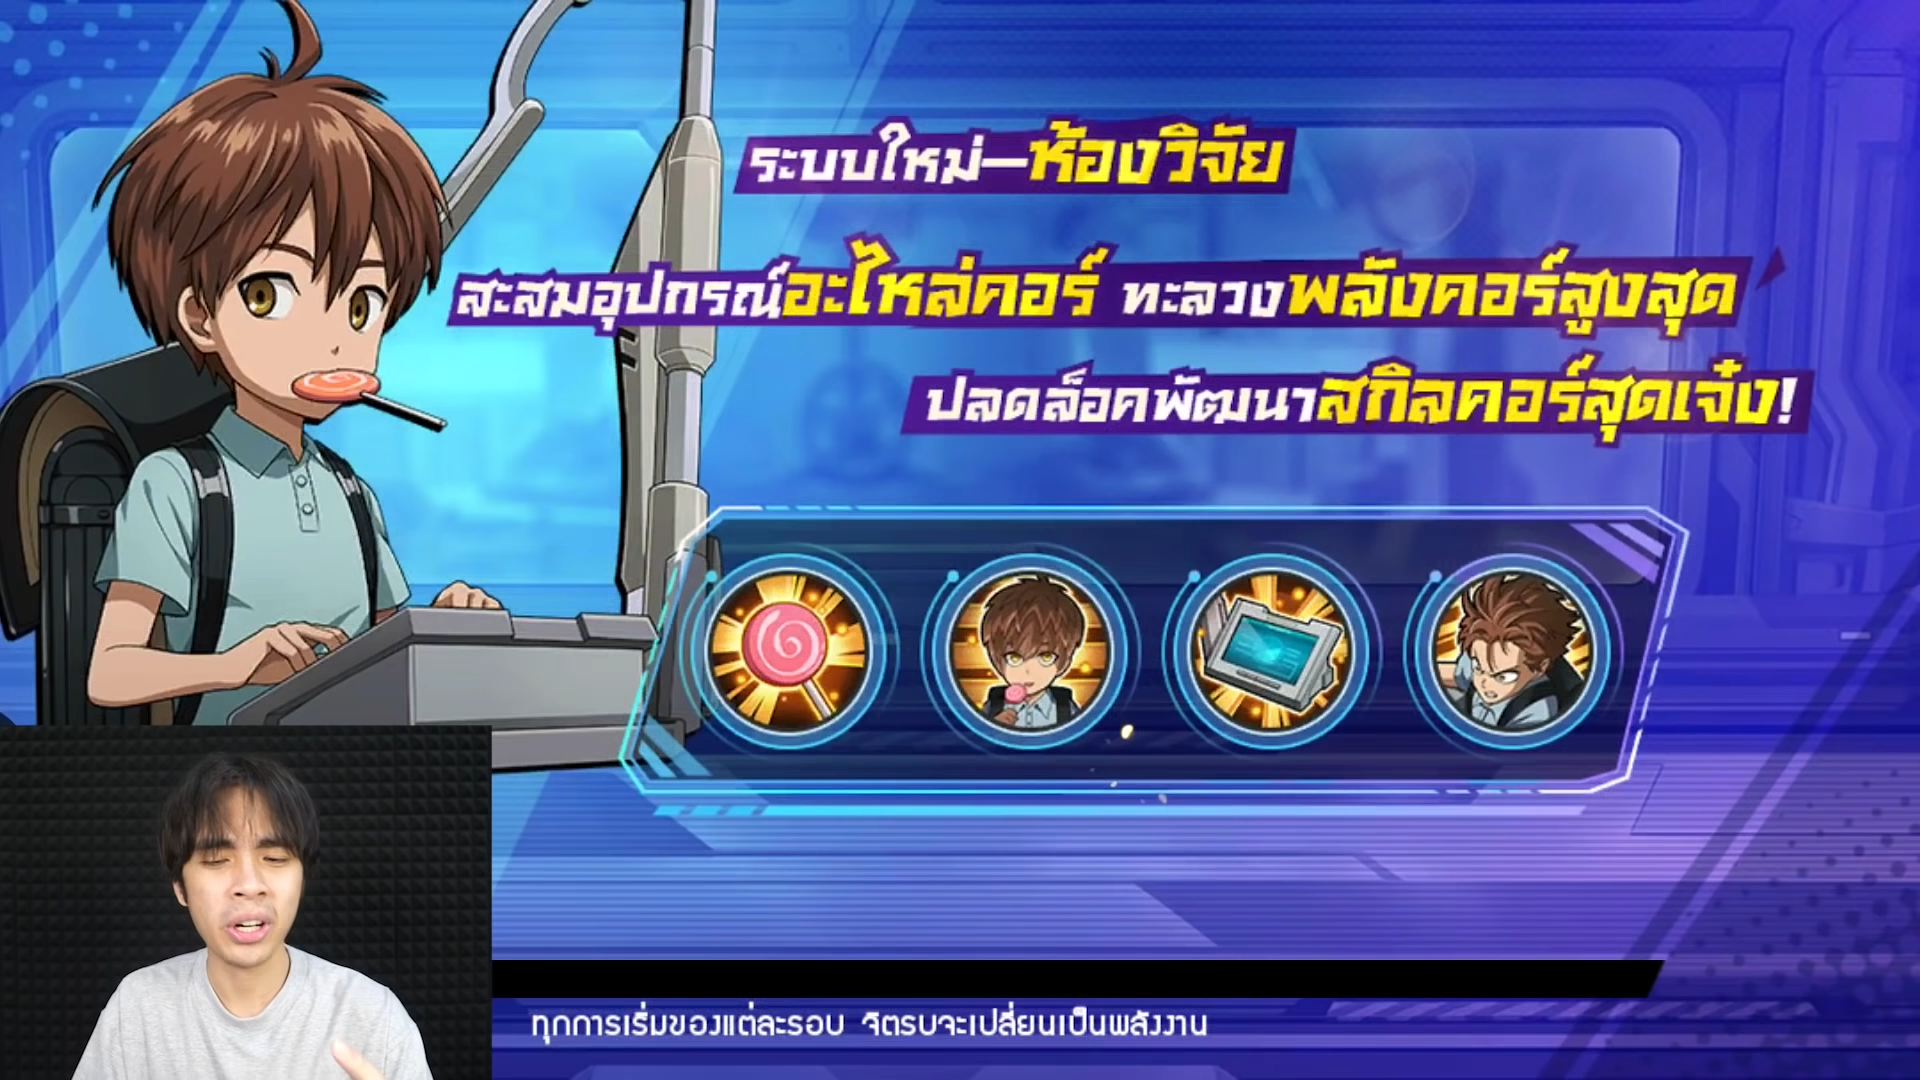 ระบบใหม่—ห้องวิจัย
สะสมอุปกรณ์อะไหล่คอร์ ทะลวงพลังคอร์สูงสุด
ปลดล็อคพัฒนาสกิลคอร์สุดเจ๋ง!
ทุกการเริ่มของแต่ละรอบ จิตรบจะเปลี่ยนเป็นพลังงาน